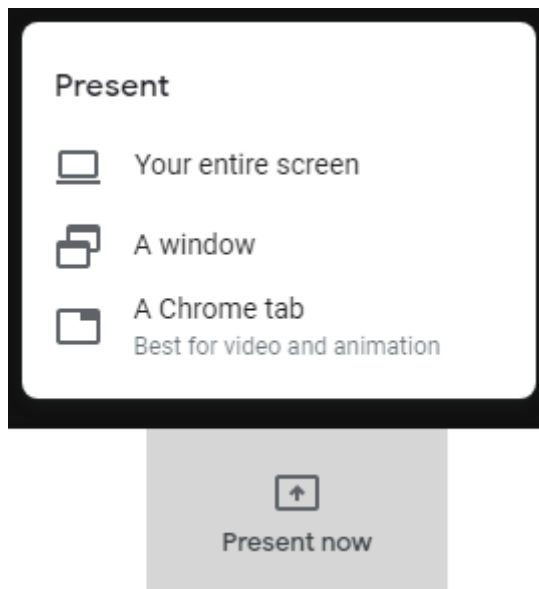 Present
Your entire screen
A window
A Chrome tab
Best for video and animation
Present now